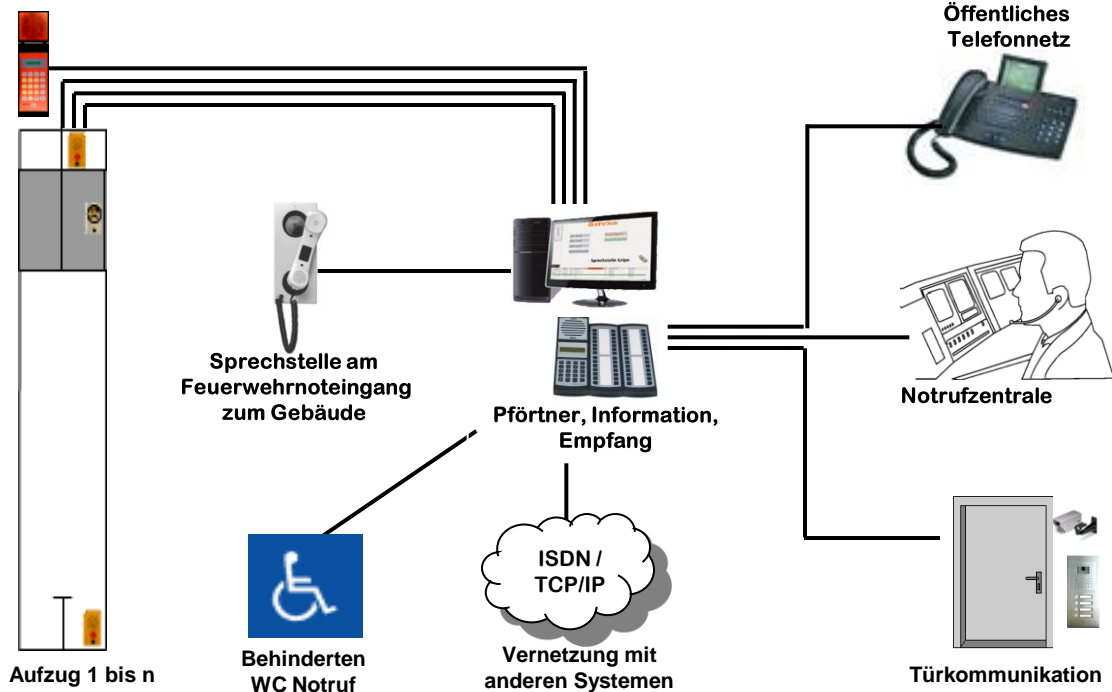 Öffentliches
Telefonnetz
Sprechstelle am
Feuerwehrnoteingang
zum Gebäude
Pförtner, Information,
Empfang
Notrufzentrale
ISDN /
TCP/IP
Aufzug 1 bis n
Behinderten
WC Notruf
Vernetzung mit
anderen Systemen
Türkommunikation